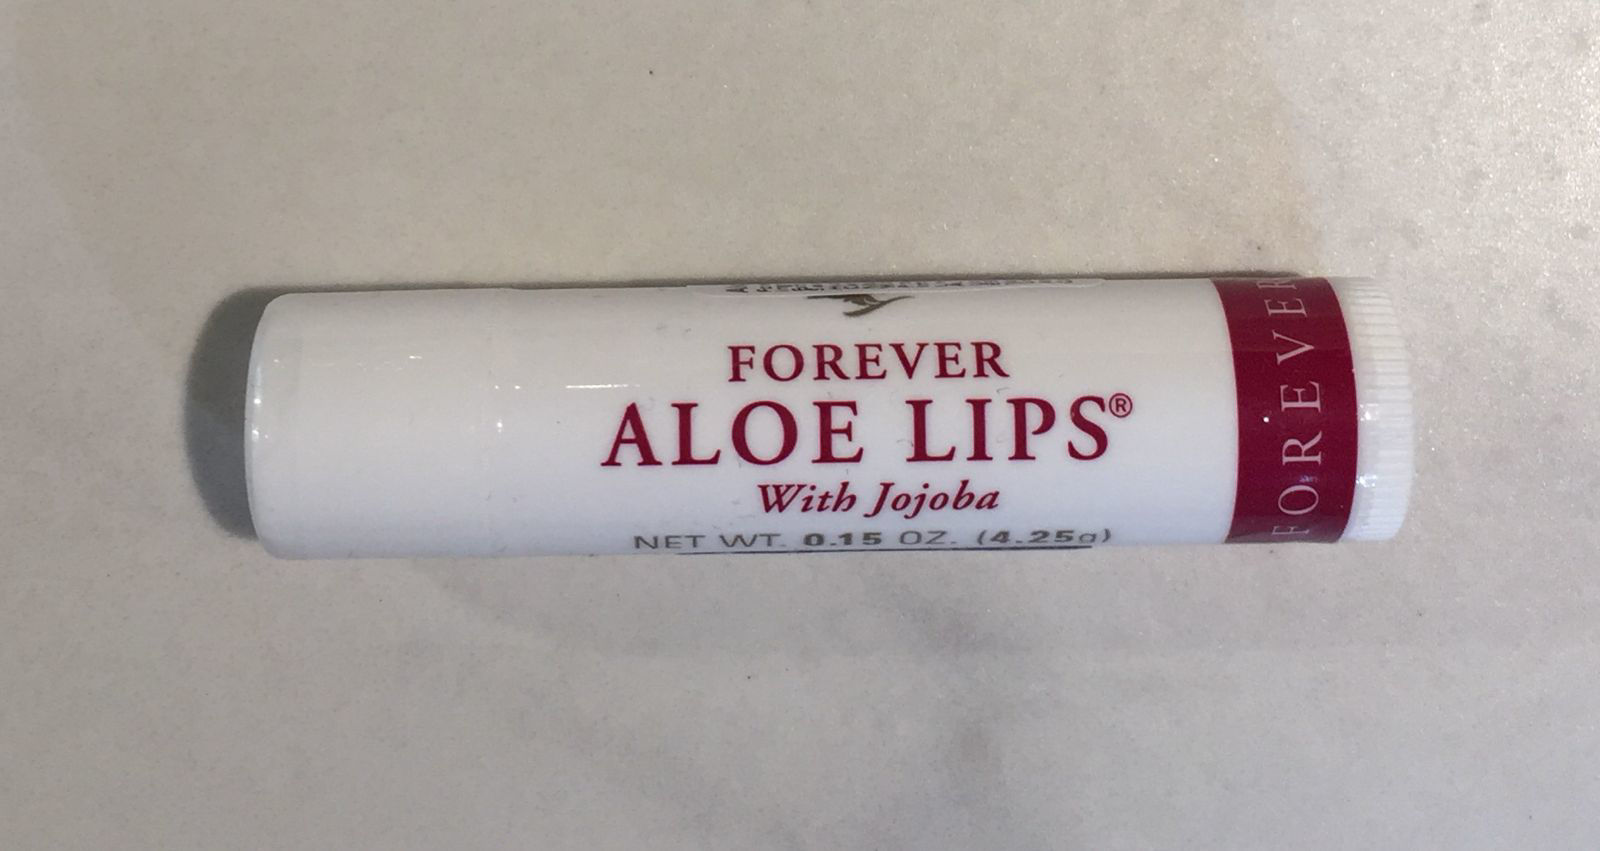 FOREVER
ALOE LIPS®
With Jojoba
NET WT. 0.15 OZ. (4.25g)
FOREVER